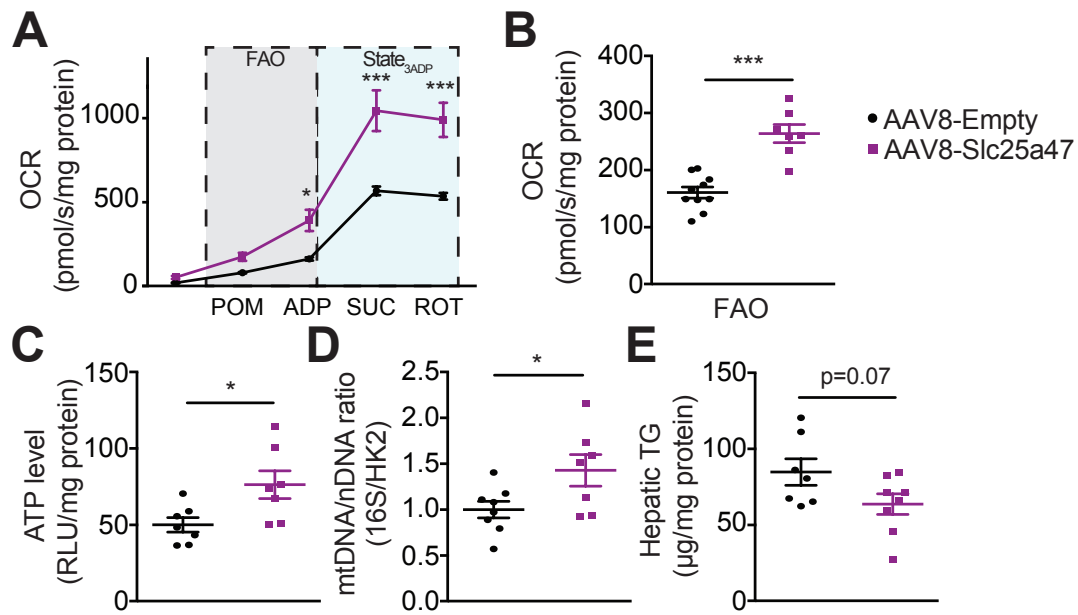 A
OCR
(pmol/s/mg protein)
1000
500
0
FAO
State3ADP
*
***
***
POM ADP SUC ROT
B
OCR
(pmol/s/mg protein)
400
300
200
100
0
***
FAO
AAV8-Empty
AAV8-Slc25a47
C
ATP level
(RLU/mg protein)
150
100
50
0
*
D
mtDNA/nDNA ratio
(16S/HK2)
2.5
2.0
1.5
1.0
0.5
0.0
*
E
Hepatic TG
(µg/mg protein)
150
100
50
0
p=0.07